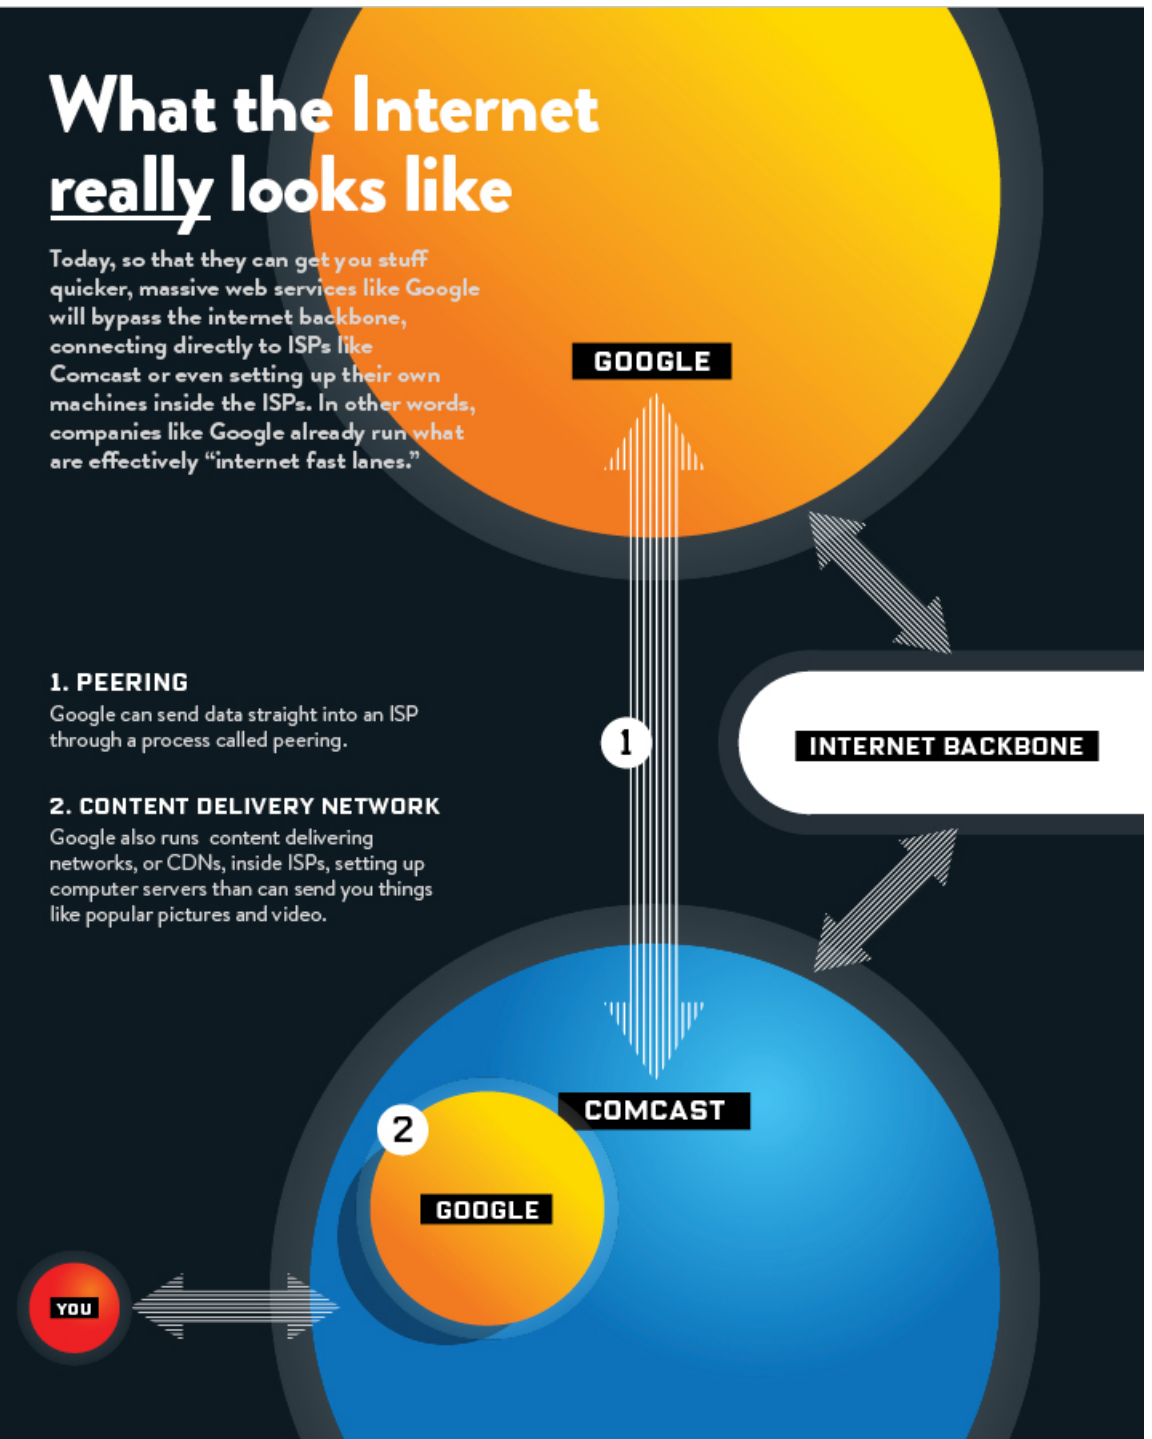 What the Internet
really looks like
Today, so that they can get you stuff
quicker, massive web services like Google
will bypass the internet backbone,
connecting directly to ISPs like
Comcast or even setting up their own
machines inside the ISPs. In other words,
companies like Google already run what
are effectively “internet fast lanes.”
GOOGLE
1. PEERING
Google can send data straight into an ISP
through a process called peering.
1
INTERNET BACKBONE
2. CONTENT DELIVERY NETWORK
Google also runs content delivering
networks, or CDNs, inside ISPs, setting up
computer servers than can send you things
like popular pictures and video.
COMCAST
2
GOOGLE
YOU